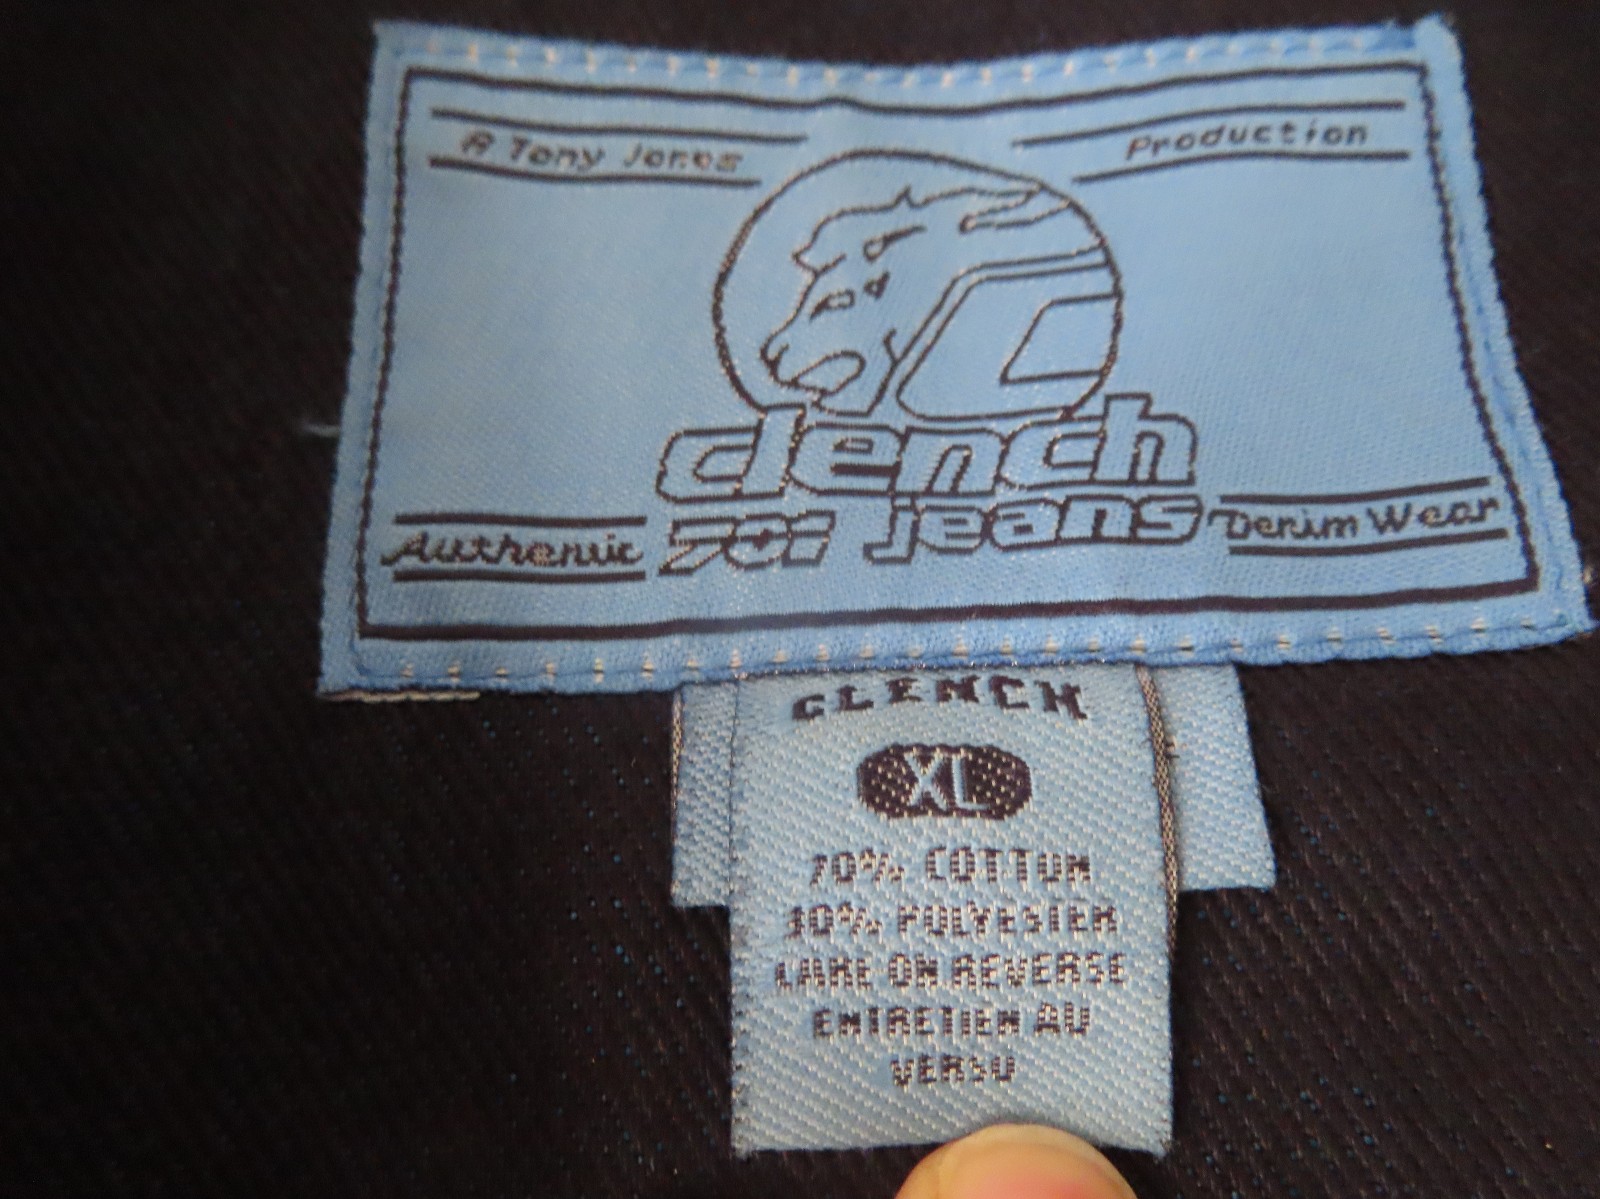 A Tony Jones Production
clench
701 jeans
Authentic Denim Wear
CLENCH
XL
70% COTTON
30% POLYESTER
CARE ON REVERSE
ENTRETIEN AU
VERSO